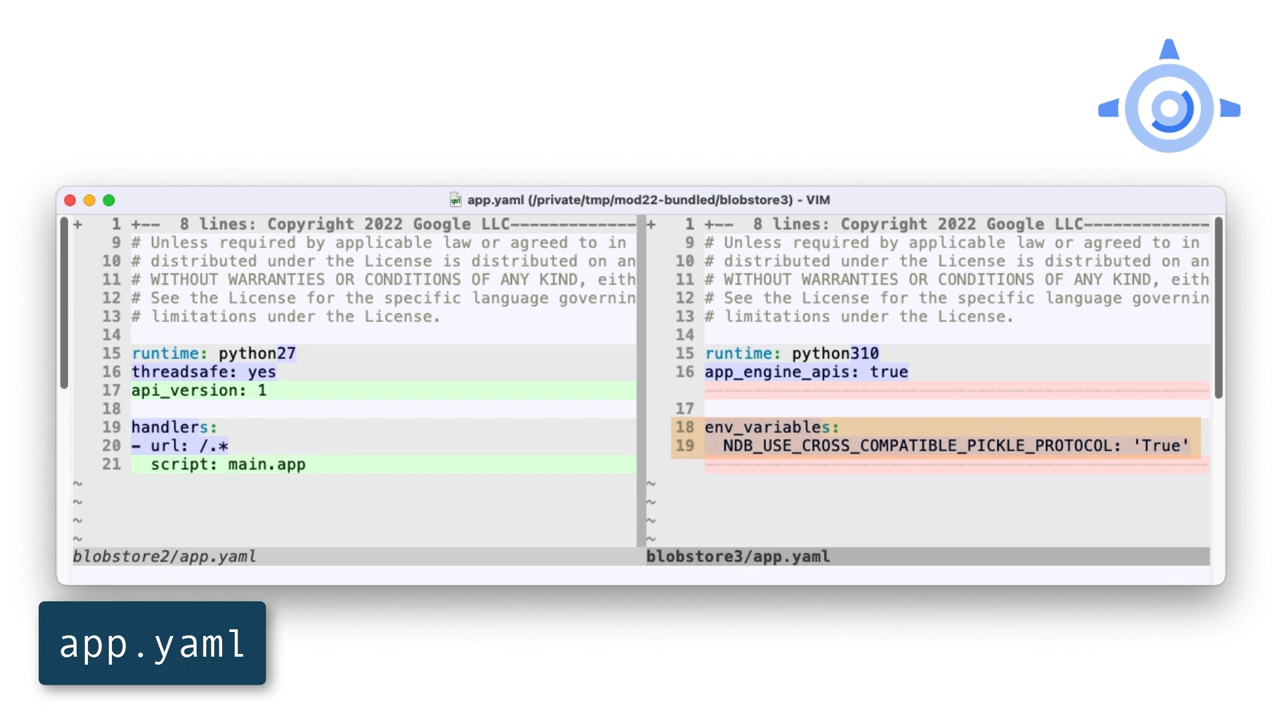 app.yaml (/private/tmp/mod22-bundled/blobstore3) - VIM
+ 1 +-- 8 lines: Copyright 2022 Google LLC------------
9 # Unless required by applicable law or agreed to in
10 # distributed under the License is distributed on an
11 # WITHOUT WARRANTIES OR CONDITIONS OF ANY KIND, eith
12 # See the License for the specific language governin
13 # limitations under the License.
14
15 runtime: python27
16 threadsafe: yes
17 api_version: 1
18
19 handlers:
20 - url: /.*
21   script: main.app
~
~
~
~
blobstore2/app.yaml
+ 1 +-- 8 lines: Copyright 2022 Google LLC------------
9 # Unless required by applicable law or agreed to in
10 # distributed under the License is distributed on an
11 # WITHOUT WARRANTIES OR CONDITIONS OF ANY KIND, eith
12 # See the License for the specific language governin
13 # limitations under the License.
14
15 runtime: python310
16 app_engine_apis: true
17
18 env_variables:
19   NDB_USE_CROSS_COMPATIBLE_PICKLE_PROTOCOL: 'True'
~
~
~
~
blobstore3/app.yaml
app.yaml